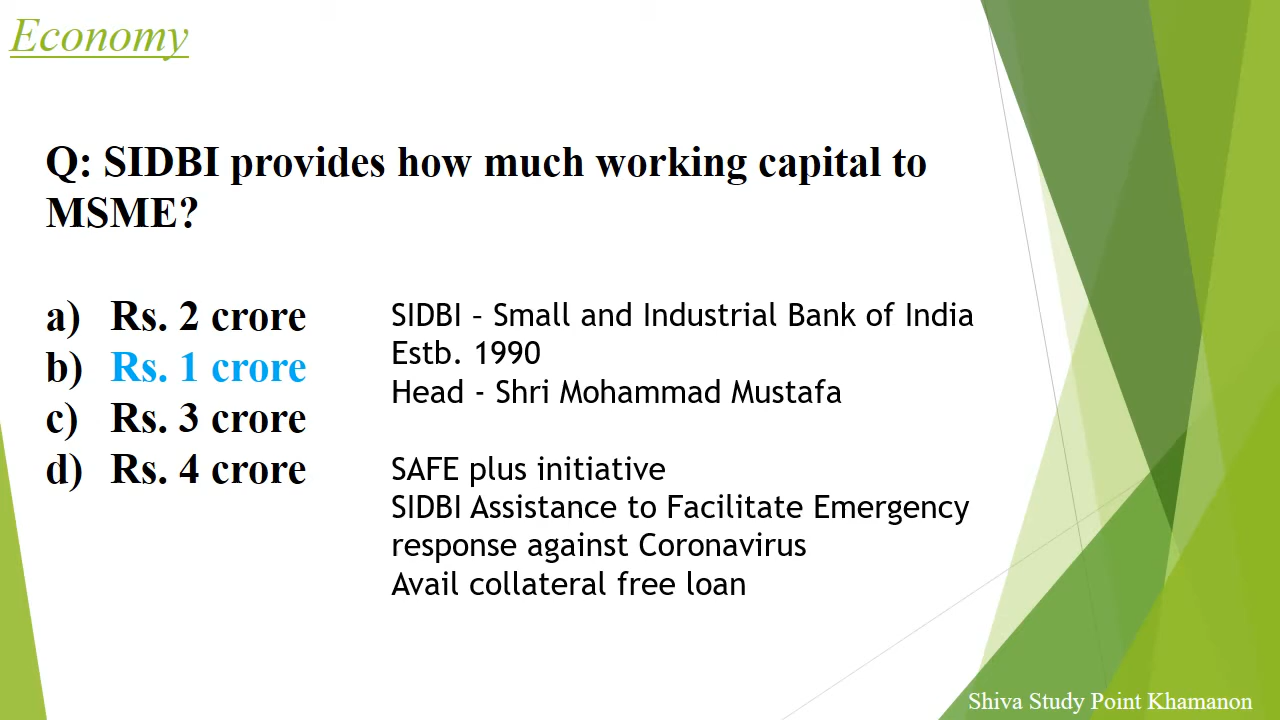 Economy
Q: SIDBI provides how much working capital to
MSME?
a) Rs. 2 crore
b) Rs. 1 crore
c) Rs. 3 crore
d) Rs. 4 crore
SIDBI – Small and Industrial Bank of India
Estb. 1990
Head - Shri Mohammad Mustafa
SAFE plus initiative
SIDBI Assistance to Facilitate Emergency
response against Coronavirus
Avail collateral free loan
Shiva Study Point Khamanon